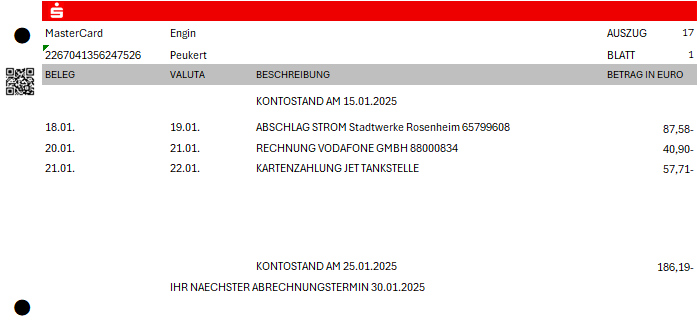 MasterCard Engin AUSZUG 17
2267041356247526 Peukert BLATT 1
BELEG VALUTA BESCHREIBUNG BETRAG IN EURO
KONTOSTAND AM 15.01.2025
18.01. 19.01. ABSCHLAG STROM Stadtwerke Rosenheim 65799608 87,58-
20.01. 21.01. RECHNUNG VODAFONE GMBH 88000834 40,90-
21.01. 22.01. KARTENZAHLUNG JET TANKSTELLE 57,71-
KONTOSTAND AM 25.01.2025 186,19-
IHR NAECHSTER ABRECHNUNGSTERMIN 30.01.2025